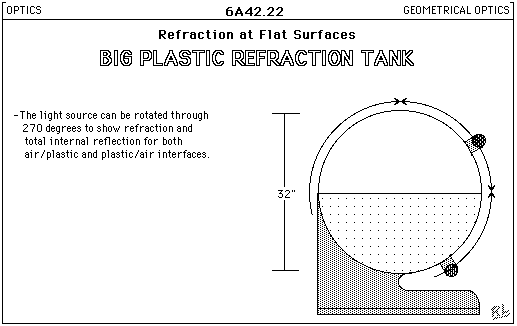 OPTICS 6A42.22 GEOMETRICAL OPTICS
Refraction at Flat Surfaces
BIG PLASTIC REFRACTION TANK
-The light source can be rotated through
270 degrees to show refraction and
total internal reflection for both
air/plastic and plastic/air interfaces.
32"